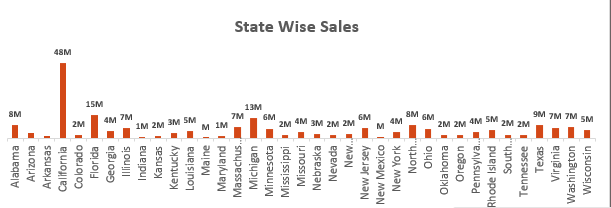 State Wise Sales
48M
15M
13M
8M
2M
4M
7M
1M
2M
3M
5M
M
1M
7M
6M
2M
4M
3M
2M
2M
6M
M
4M
8M
6M
2M
2M
4M
5M
2M
2M
9M
7M
7M
5M
Alabama
Arizona
Arkansas
California
Colorado
Florida
Georgia
Illinois
Indiana
Kansas
Kentucky
Louisiana
Maine
Maryland
Massachus...
Michigan
Minnesota
Mississippi
Missouri
Nebraska
Nevada
New...
New Jersey
New Mexico
New York
North...
Ohio
Oklahoma
Oregon
Pennsylva...
Rhode Island
South...
Tennessee
Texas
Virginia
Washington
Wisconsin